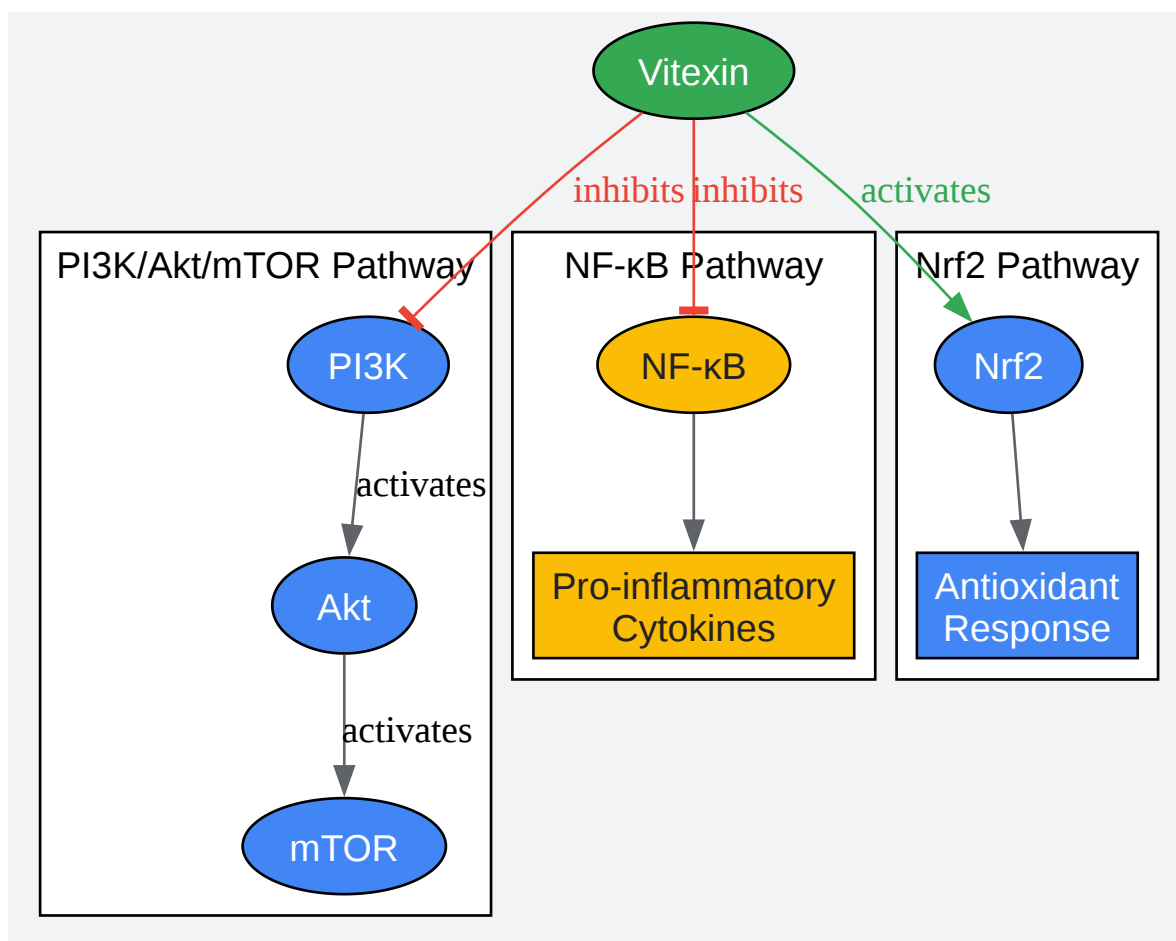 Vitexin
inhibits
inhibits
activates
PI3K/Akt/mTOR Pathway
NF-κB Pathway
Nrf2 Pathway
PI3K
NF-κB
Nrf2
activates
Akt
Pro-inflammatory
Cytokines
Antioxidant
Response
activates
mTOR